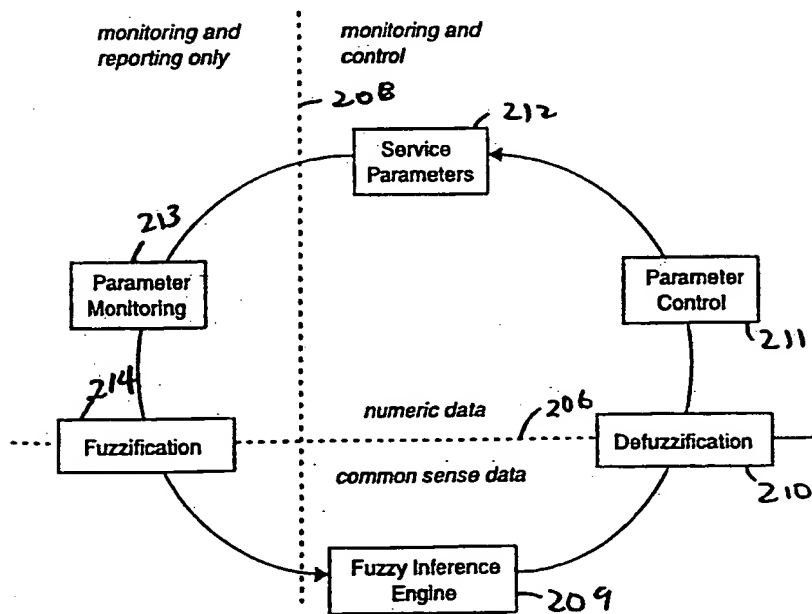 monitoring and
reporting only
monitoring and
control
208
212
Service
Parameters
213
Parameter
Monitoring
Parameter
Control
211
214
numeric data
206
Fuzzification
Defuzzification
common sense data
210
Fuzzy Inference
Engine
209